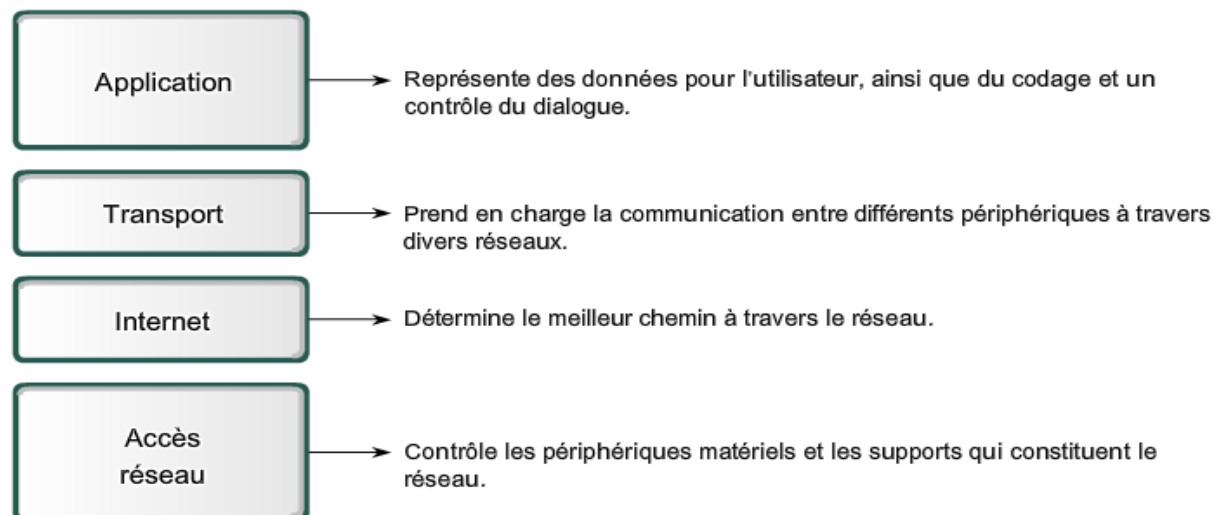 Application
Représente des données pour l'utilisateur, ainsi que du codage et un
contrôle du dialogue.
Transport
Prend en charge la communication entre différents périphériques à travers
divers réseaux.
Internet
Détermine le meilleur chemin à travers le réseau.
Accès
réseau
Contrôle les périphériques matériels et les supports qui constituent le
réseau.